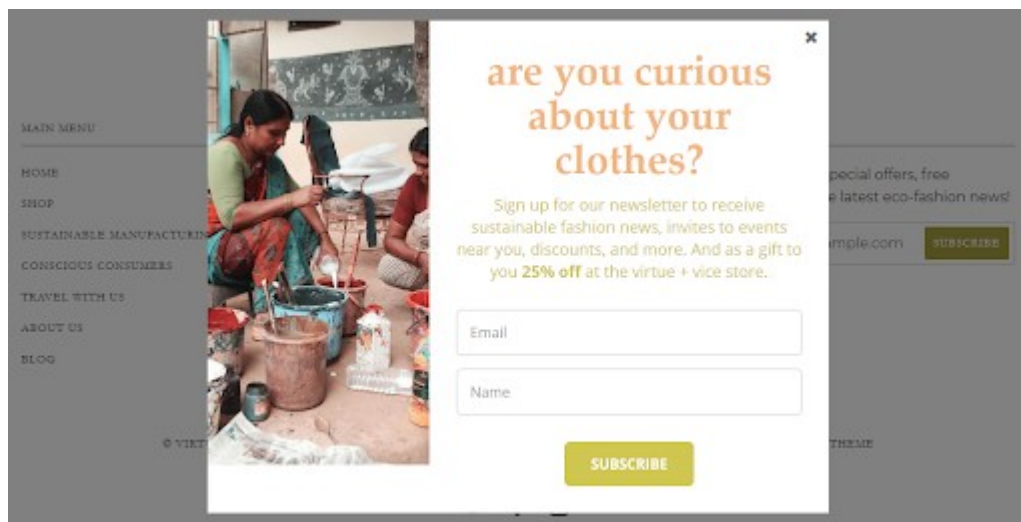 ✖
are you curious
about your
clothes?
Sign up for our newsletter to receive
sustainable fashion news, invites to events
near you, discounts, and more. And as a gift to
you 25% off at the virtue + vice store.
Email
Name
SUBSCRIBE
MAIN MENU
HOME
SHOP
SUSTAINABLE MANUFACTURIN
CONSCIOUS CONSUMERS
TRAVEL WITH US
ABOUT US
BLOG
pecial offers, free
e latest eco-fashion news!
mple.com
SUBSCRIBE
© VIRT
THEME